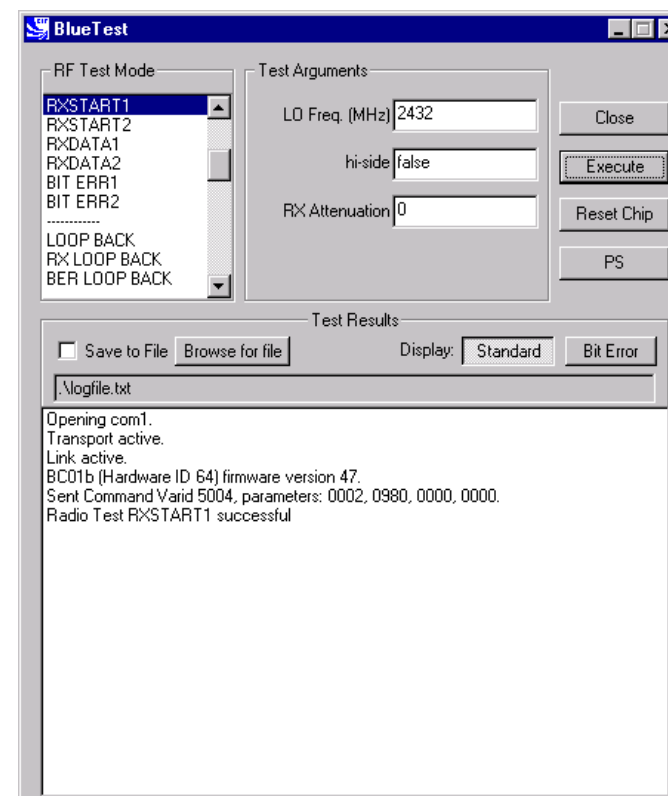 BlueTest
RF Test Mode
RXSTART1
RXSTART2
RXDATA1
RXDATA2
BIT ERR1
BIT ERR2
------------
LOOP BACK
RX LOOP BACK
BER LOOP BACK
Test Arguments
LO Freq. (MHz) 2432
hi-side false
RX Attenuation 0
Close
Execute
Reset Chip
PS
Test Results
Save to File Browse for file Display: Standard Bit Error
.\logfile.txt
Opening com1.
Transport active.
Link active.
BC01b (Hardware ID 64) firmware version 47.
Sent Command Varid 5004, parameters: 0002, 0980, 0000, 0000.
Radio Test RXSTART1 successful